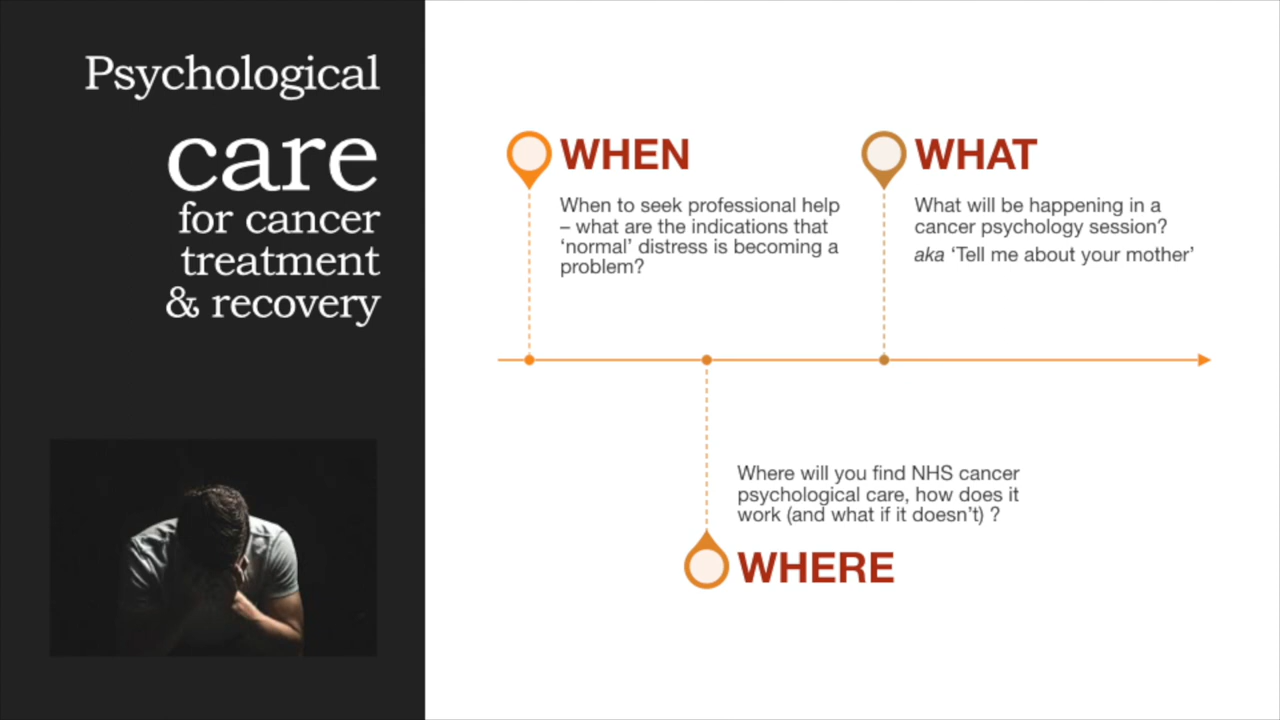 Psychological
care
for cancer
treatment
& recovery
WHEN
When to seek professional help
– what are the indications that
‘normal’ distress is becoming a
problem?
WHAT
What will be happening in a
cancer psychology session?
aka ‘Tell me about your mother’
Where will you find NHS cancer
psychological care, how does it
work (and what if it doesn’t) ?
WHERE